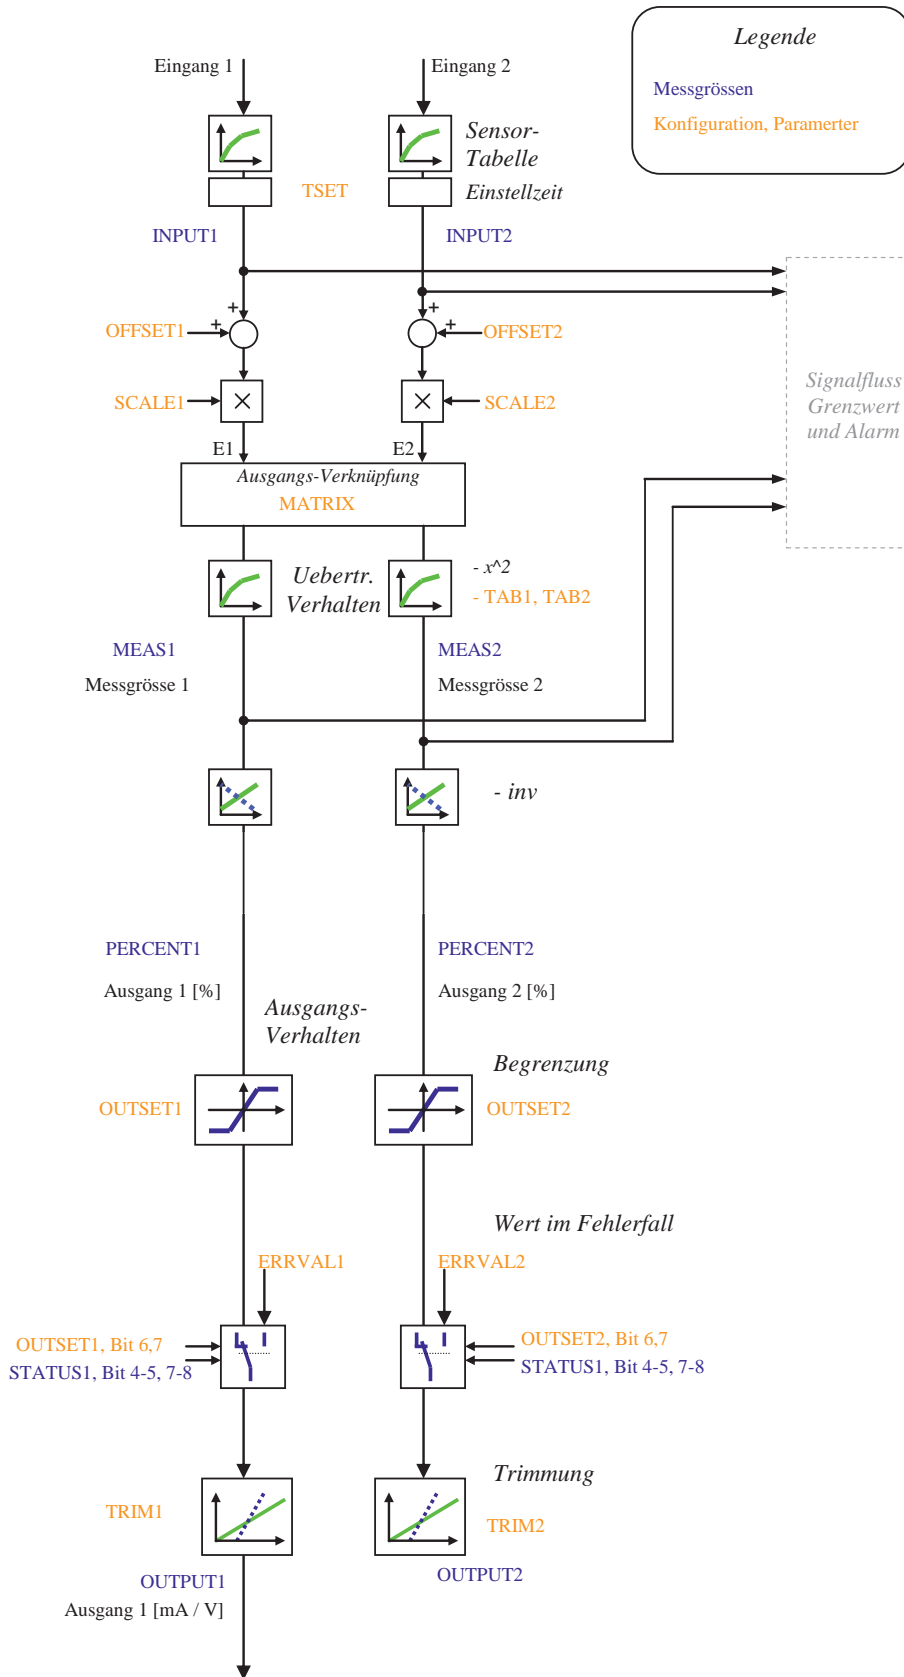 Legende
Messgrössen
Konfiguration, Paramerter
Eingang 1
Eingang 2
Sensor-
Tabelle
TSET
Einstellzeit
INPUT1
INPUT2
+
+
+
+
OFFSET1
OFFSET2
Signalfluss
Grenzwert
und Alarm
SCALE1
×
×
SCALE2
E1
E2
Ausgangs-Verknüpfung
MATRIX
Uebertr.
Verhalten
- x^2
- TAB1, TAB2
MEAS1
MEAS2
Messgrösse 1
Messgrösse 2
- inv
PERCENT1
PERCENT2
Ausgang 1 [%]
Ausgang 2 [%]
Ausgangs-
Verhalten
Begrenzung
OUTSET1
OUTSET2
Wert im Fehlerfall
ERRVAL1
ERRVAL2
OUTSET1, Bit 6,7
STATUS1, Bit 4-5, 7-8
OUTSET2, Bit 6,7
STATUS1, Bit 4-5, 7-8
Trimmung
TRIM1
TRIM2
OUTPUT1
OUTPUT2
Ausgang 1 [mA / V]